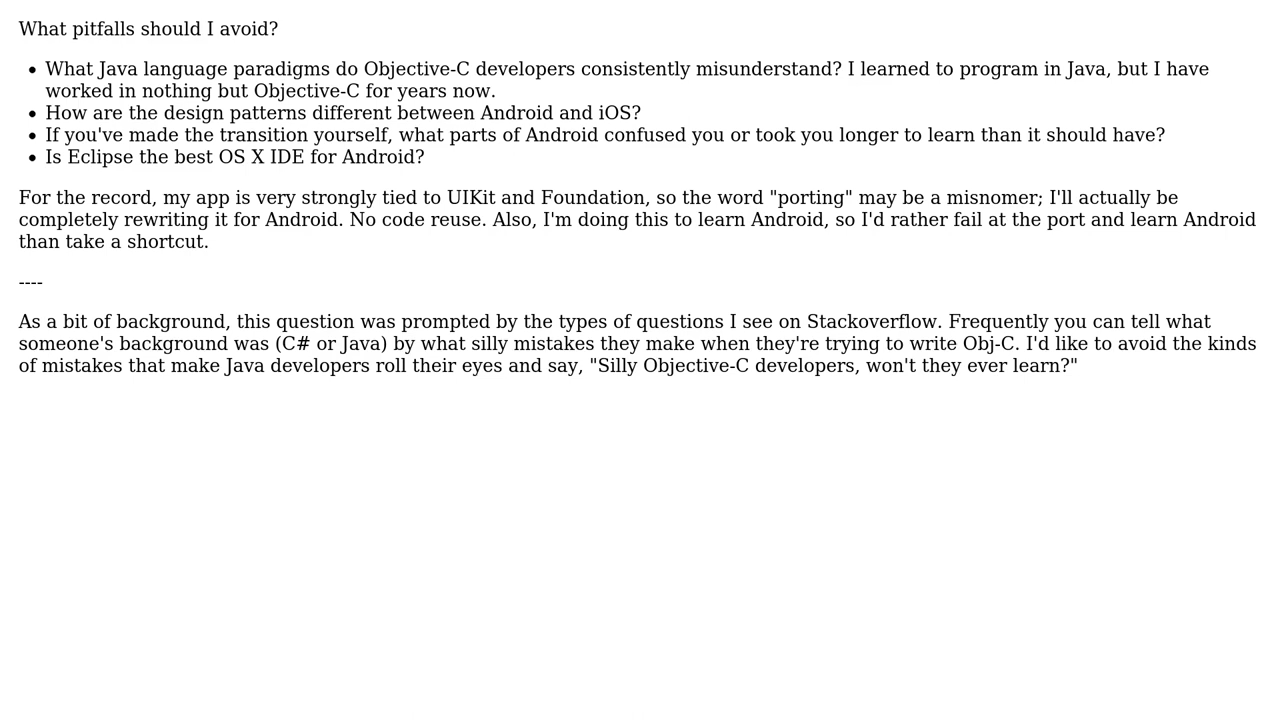 What pitfalls should I avoid?
• What Java language paradigms do Objective-C developers consistently misunderstand? I learned to program in Java, but I have
worked in nothing but Objective-C for years now.
• How are the design patterns different between Android and iOS?
• If you've made the transition yourself, what parts of Android confused you or took you longer to learn than it should have?
• Is Eclipse the best OS X IDE for Android?
For the record, my app is very strongly tied to UIKit and Foundation, so the word "porting" may be a misnomer; I'll actually be
completely rewriting it for Android. No code reuse. Also, I'm doing this to learn Android, so I'd rather fail at the port and learn Android
than take a shortcut.
----
As a bit of background, this question was prompted by the types of questions I see on Stackoverflow. Frequently you can tell what
someone's background was (C# or Java) by what silly mistakes they make when they're trying to write Obj-C. I'd like to avoid the kinds
of mistakes that make Java developers roll their eyes and say, "Silly Objective-C developers, won't they ever learn?"